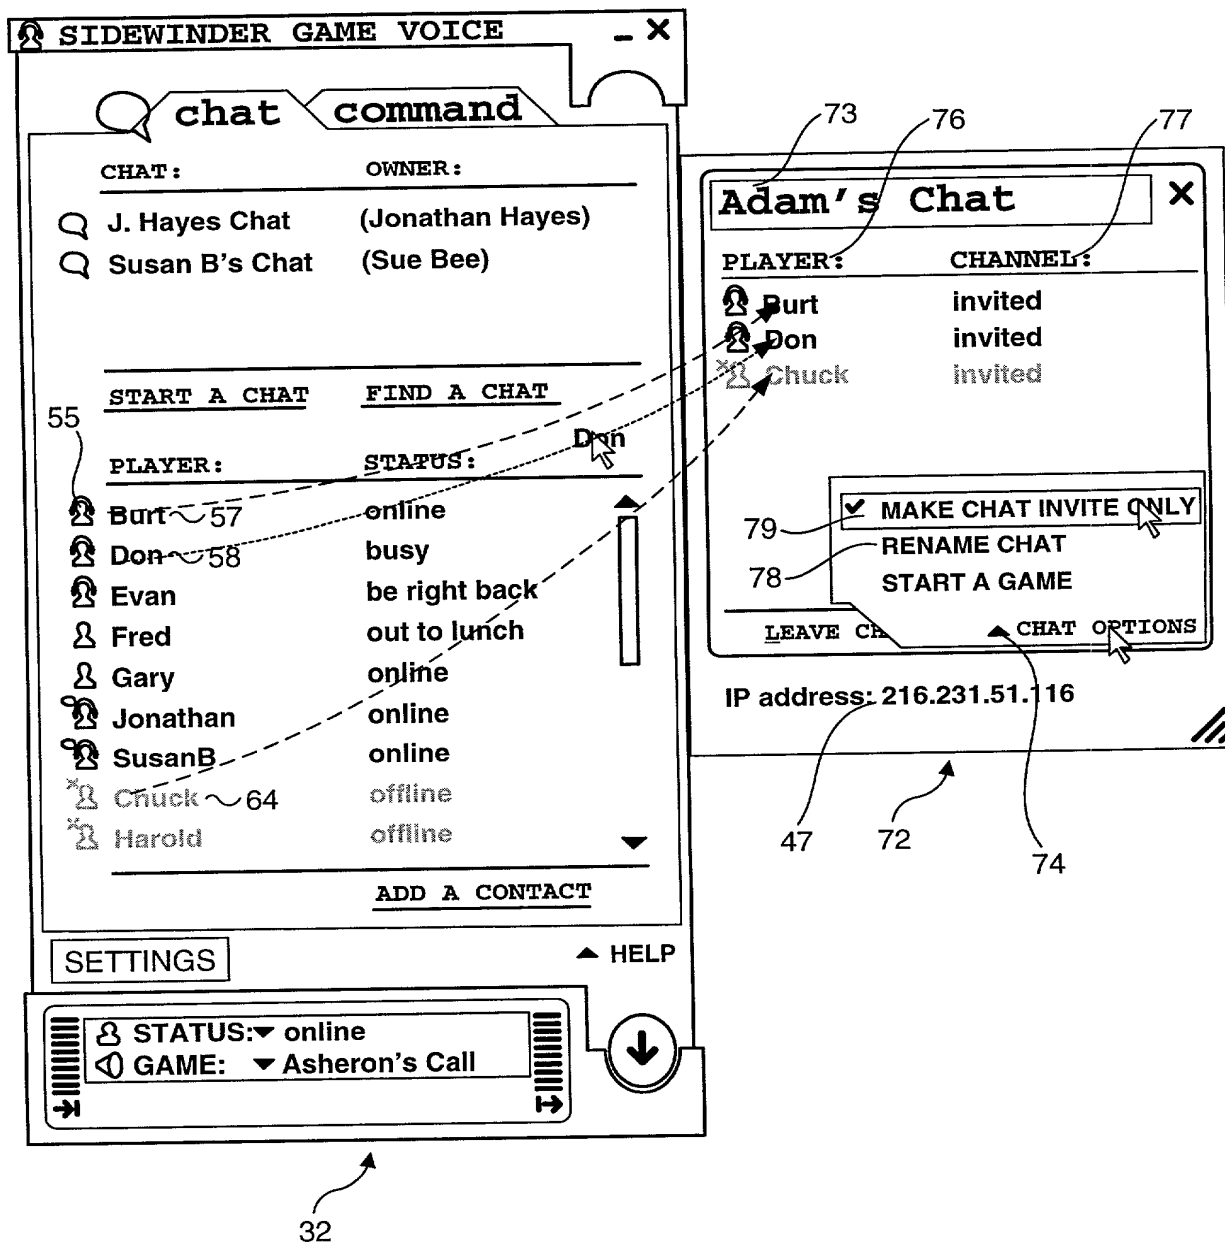 SIDEWINDER GAME VOICE
chat command
CHAT: OWNER:
J. Hayes Chat (Jonathan Hayes)
Susan B's Chat (Sue Bee)
START A CHAT FIND A CHAT
Don
55
PLAYER: STATUS:
Burt 57 online
Don 58 busy
Evan be right back
Fred out to lunch
Gary online
Jonathan online
SusanB online
Chuck 64 offline
Harold offline
ADD A CONTACT
SETTINGS HELP
STATUS: online
GAME: Asheron's Call
32
73 76 77
Adam's Chat
PLAYER: CHANNEL:
Burt invited
Don invited
Chuck invited
79 MAKE CHAT INVITE ONLY
78 RENAME CHAT
START A GAME
LEAVE CH CHAT OPTIONS
IP address: 216.231.51.116
47 72 74